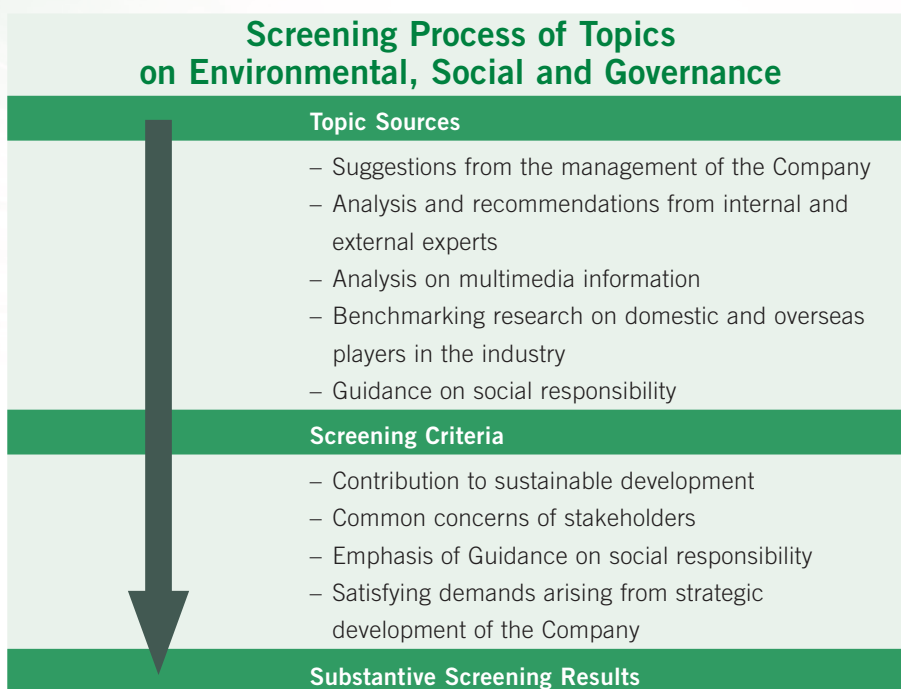 Screening Process of Topics
on Environmental, Social and Governance
Topic Sources
– Suggestions from the management of the Company
– Analysis and recommendations from internal and
external experts
– Analysis on multimedia information
– Benchmarking research on domestic and overseas
players in the industry
– Guidance on social responsibility
Screening Criteria
– Contribution to sustainable development
– Common concerns of stakeholders
– Emphasis of Guidance on social responsibility
– Satisfying demands arising from strategic
development of the Company
Substantive Screening Results